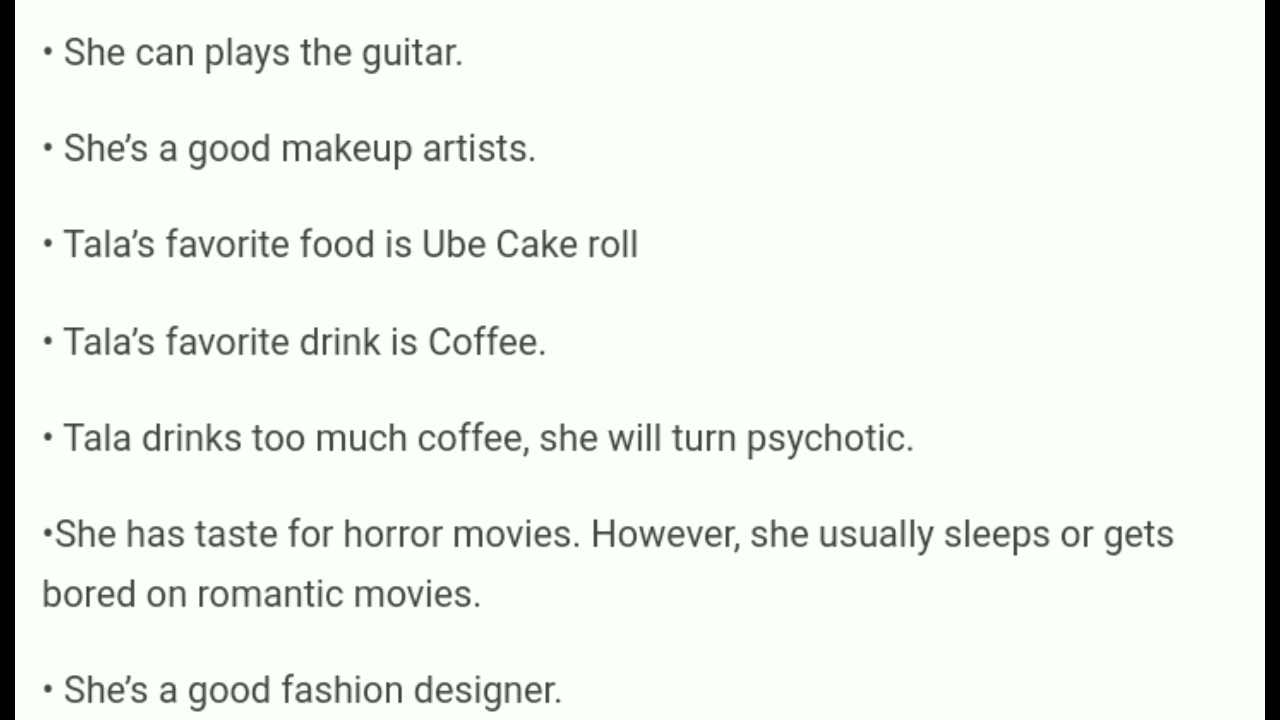 • She can plays the guitar.
• She’s a good makeup artists.
• Tala’s favorite food is Ube Cake roll
• Tala’s favorite drink is Coffee.
• Tala drinks too much coffee, she will turn psychotic.
•She has taste for horror movies. However, she usually sleeps or gets
bored on romantic movies.
• She’s a good fashion designer.